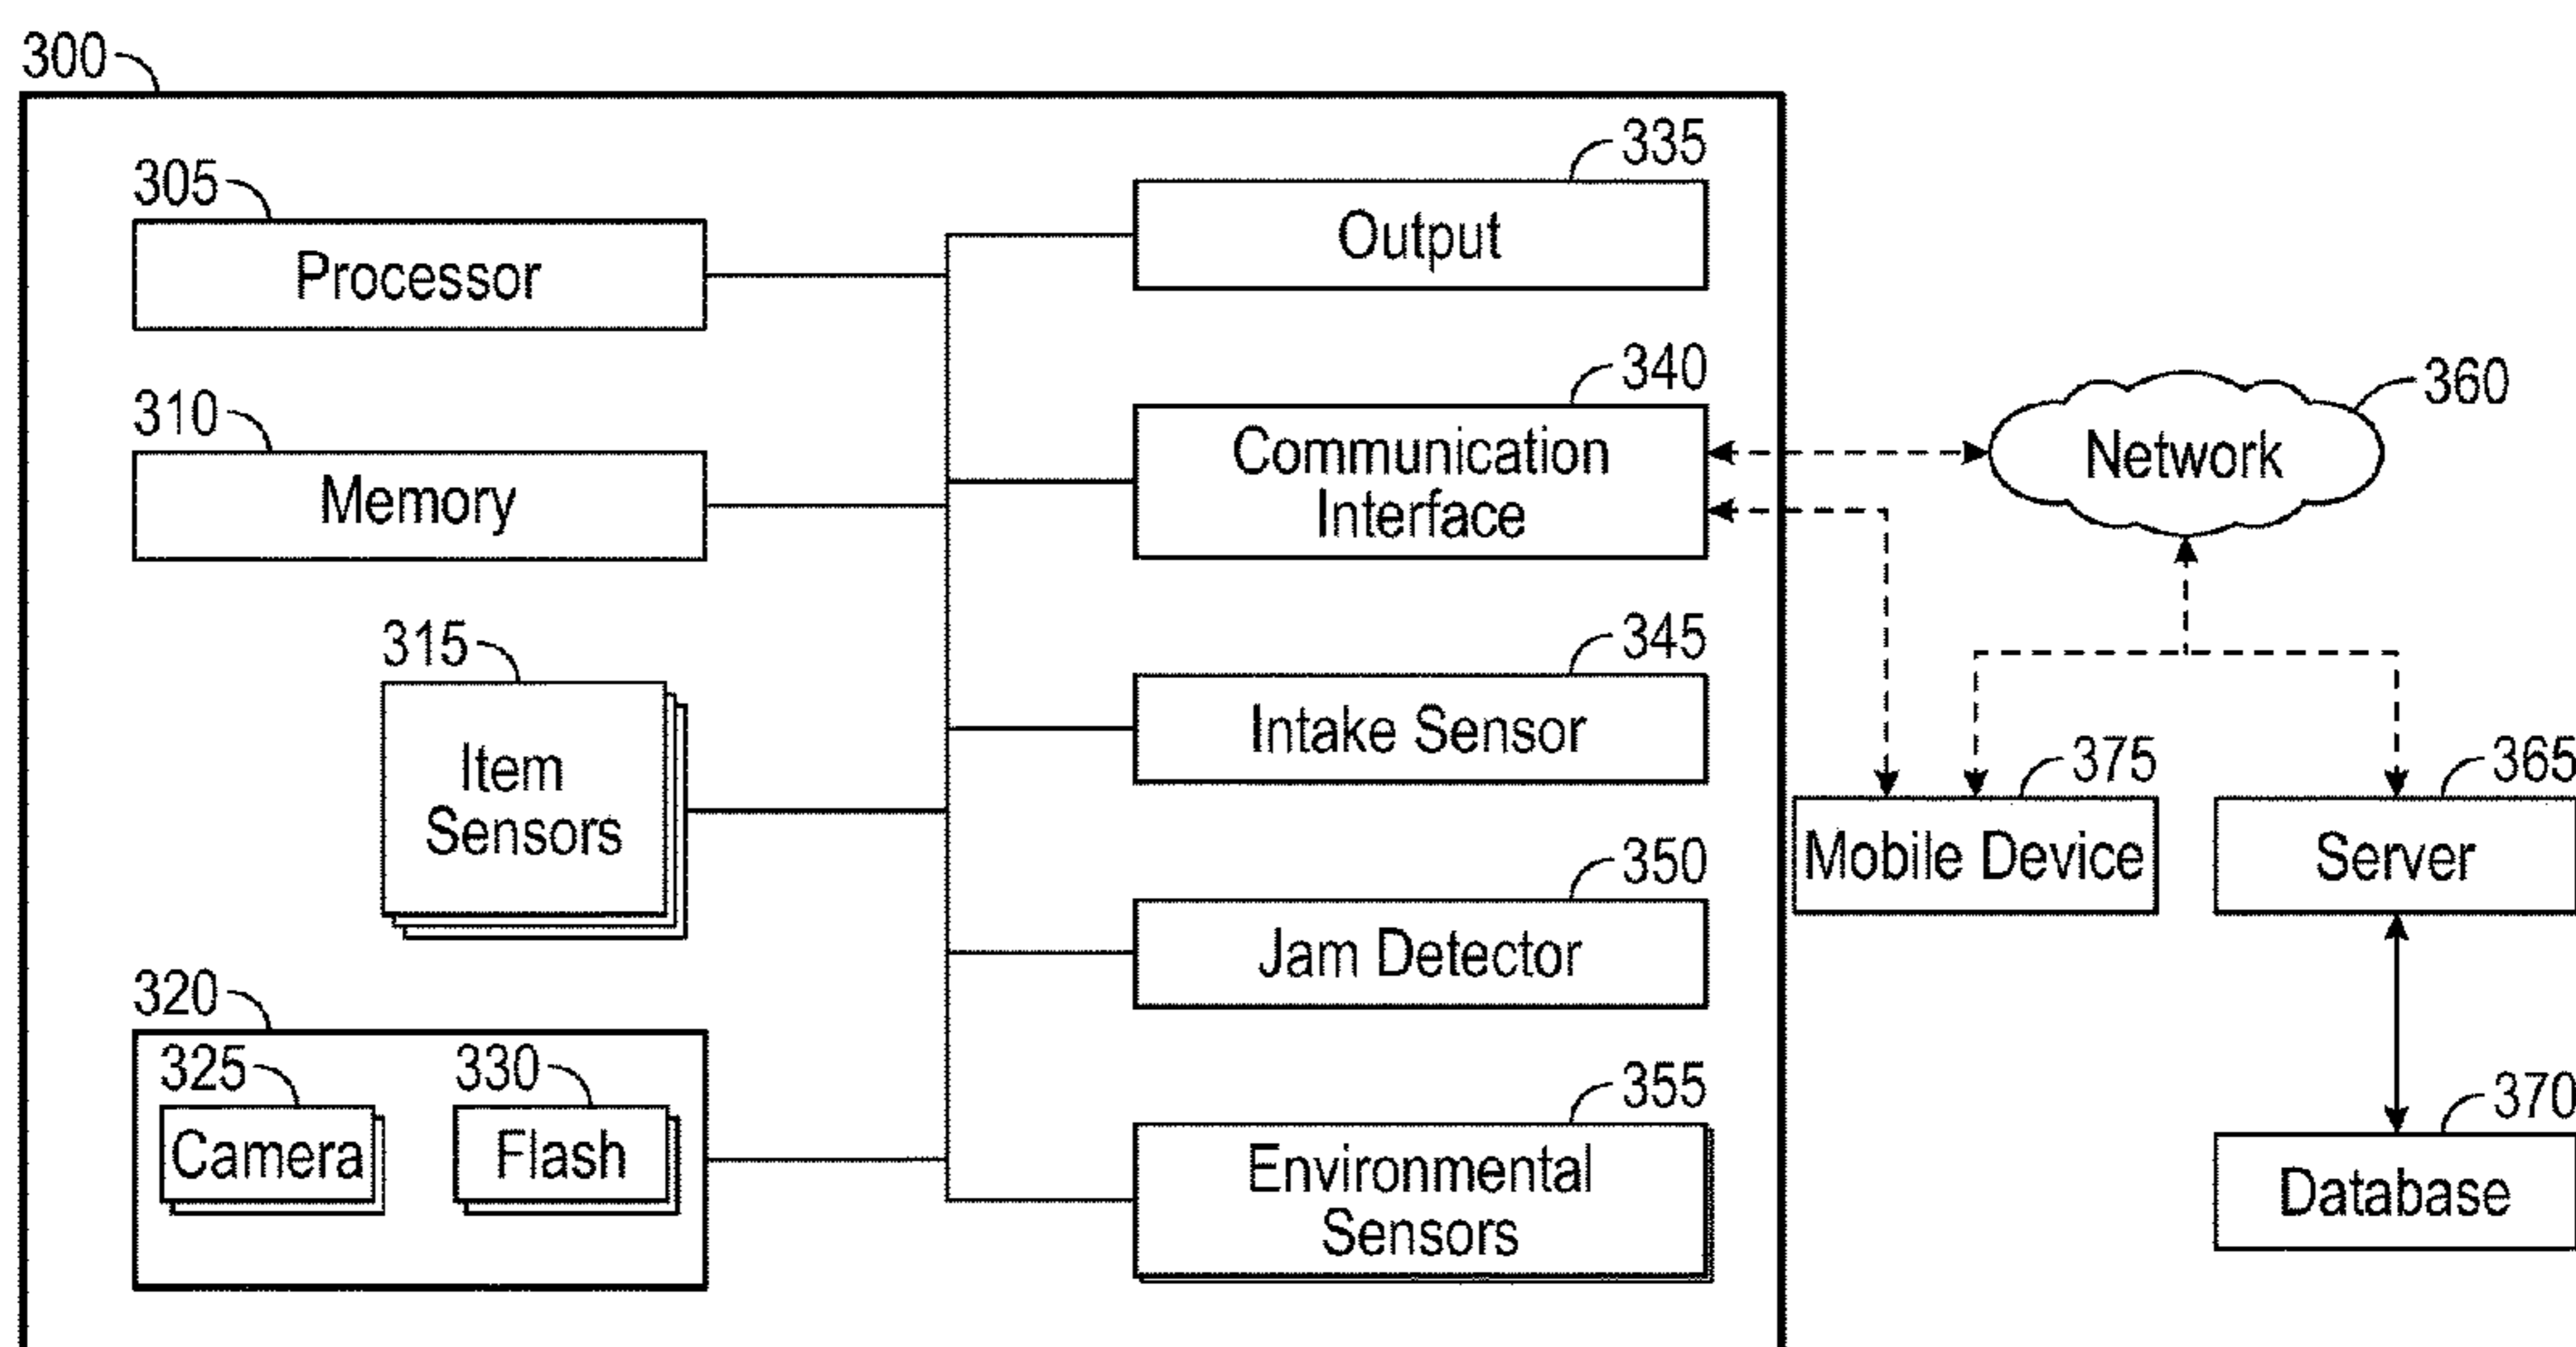 300
305
Processor
310
Memory
315
Item
Sensors
320
325
Camera
330
Flash
335
Output
340
Communication
Interface
345
Intake Sensor
350
Jam Detector
355
Environmental
Sensors
360
Network
375
Mobile Device
365
Server
370
Database